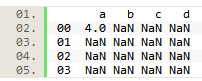 01. a b c d
02. 00 4.0 NaN NaN NaN
03. 01 NaN NaN NaN NaN
04. 02 NaN NaN NaN NaN
05. 03 NaN NaN NaN NaN